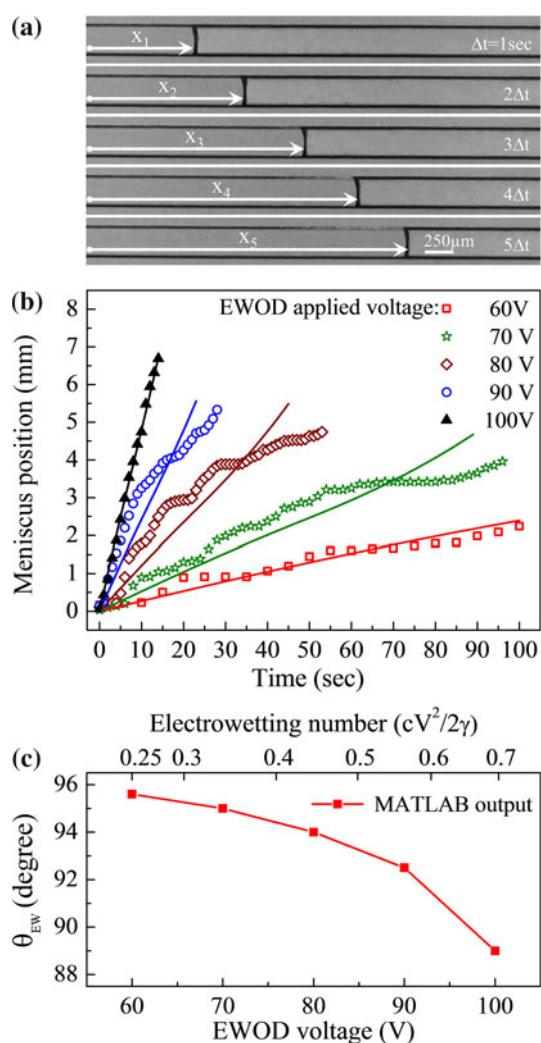 (a)
x1 Δt=1sec
x2 2Δt
x3 3Δt
x4 4Δt
x5 250μm 5Δt
(b)
EWOD applied voltage: 60V
70 V
80 V
90 V
100V
8
7
6
5
4
3
2
1
0
Meniscus position (mm)
0 10 20 30 40 50 60 70 80 90 100
Time (sec)
Electrowetting number (cV²/2γ)
(c)
0.25 0.3 0.4 0.5 0.6 0.7
96
94
92
90
88
θEW (degree)
MATLAB output
60 70 80 90 100
EWOD voltage (V)